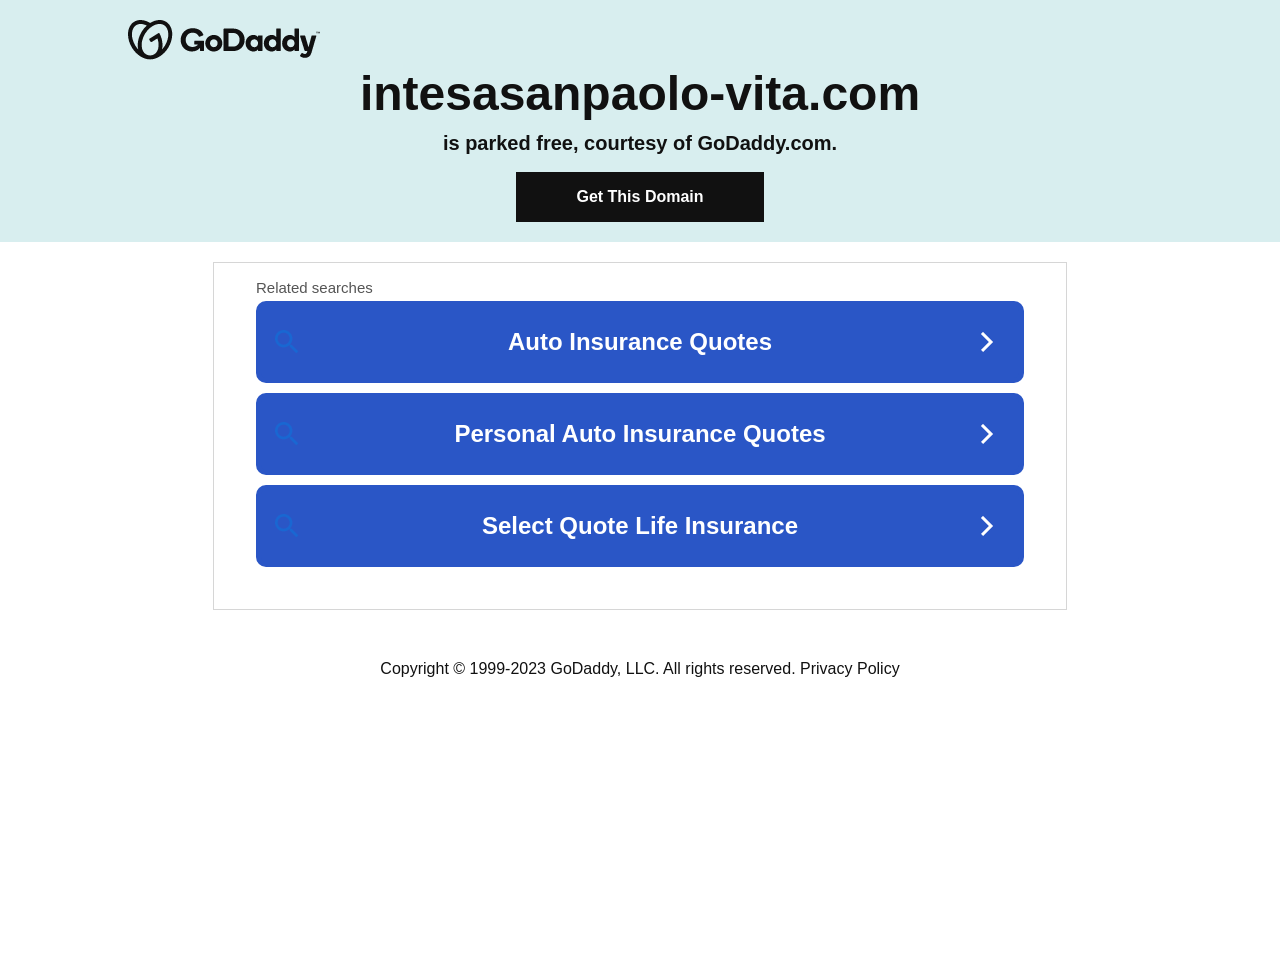 GoDaddy™
intesasanpaolo-vita.com
is parked free, courtesy of GoDaddy.com.
Get This Domain
Related searches
Auto Insurance Quotes
Personal Auto Insurance Quotes
Select Quote Life Insurance
Copyright © 1999-2023 GoDaddy, LLC. All rights reserved. Privacy Policy